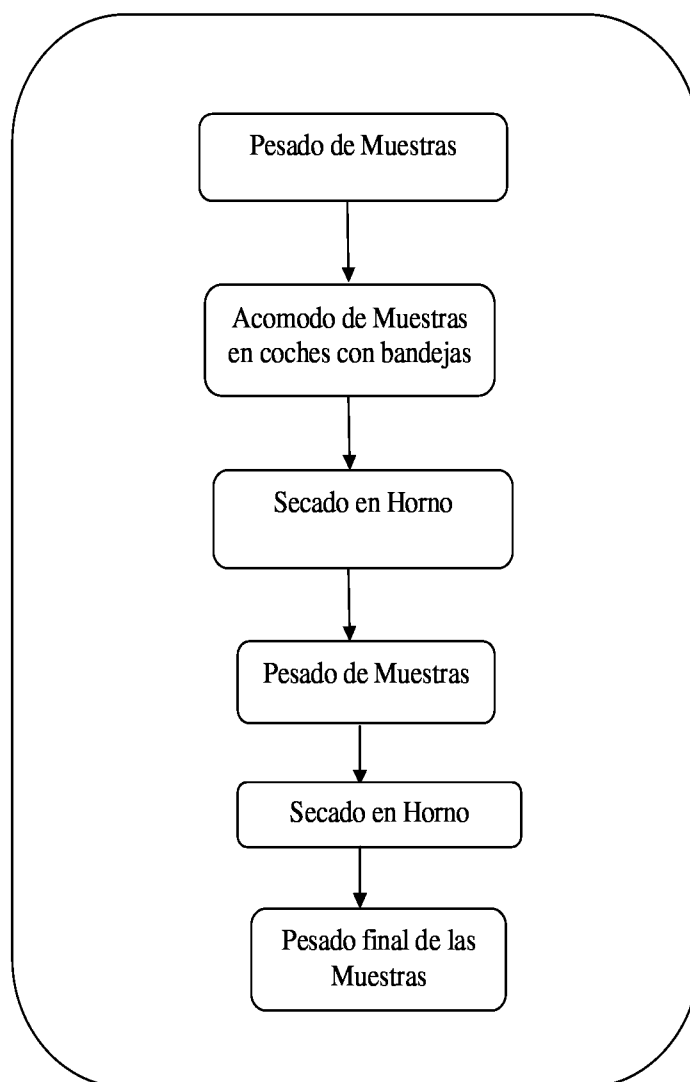 Pesado de Muestras
Acomodo de Muestras
en coches con bandejas
Secado en Horno
Pesado de Muestras
Secado en Horno
Pesado final de las
Muestras